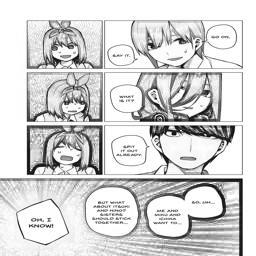 GO ON.
SAY IT.
WHAT
IS IT?
SPIT
IT OUT
ALREADY.
SO, UM...
ME AND
MIKU AND
ICHIKA
WANT TO...
BUT WHAT
ABOUT ITSUKI
AND NINO?
SISTERS
SHOULD STICK
TOGETHER...
OH, I
KNOW!